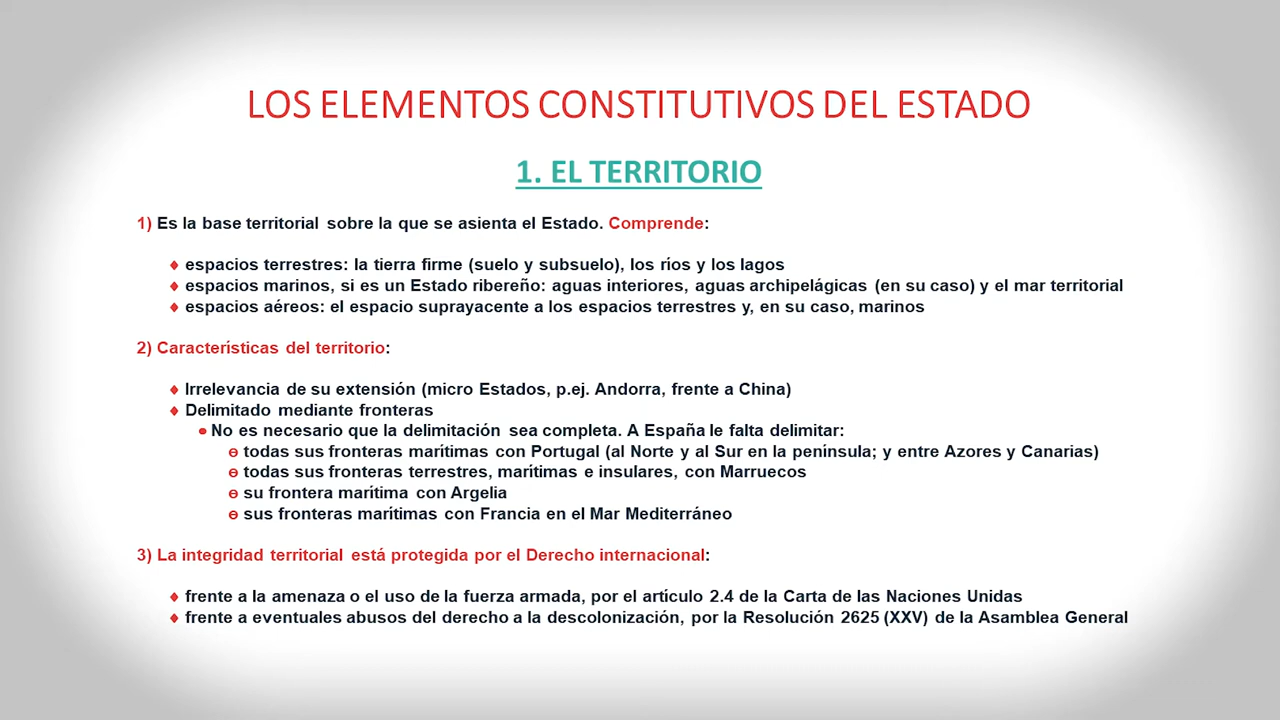 LOS ELEMENTOS CONSTITUTIVOS DEL ESTADO
1. EL TERRITORIO
1) Es la base territorial sobre la que se asienta el Estado. Comprende:
♦ espacios terrestres: la tierra firme (suelo y subsuelo), los ríos y los lagos
♦ espacios marinos, si es un Estado ribereño: aguas interiores, aguas archipelágicas (en su caso) y el mar territorial
♦ espacios aéreos: el espacio suprayacente a los espacios terrestres y, en su caso, marinos
2) Características del territorio:
♦ Irrelevancia de su extensión (micro Estados, p.ej. Andorra, frente a China)
♦ Delimitado mediante fronteras
No es necesario que la delimitación sea completa. A España le falta delimitar:
todas sus fronteras marítimas con Portugal (al Norte y al Sur en la península; y entre Azores y Canarias)
todas sus fronteras terrestres, marítimas e insulares, con Marruecos
su frontera marítima con Argelia
sus fronteras marítimas con Francia en el Mar Mediterráneo
3) La integridad territorial está protegida por el Derecho internacional:
♦ frente a la amenaza o el uso de la fuerza armada, por el artículo 2.4 de la Carta de las Naciones Unidas
♦ frente a eventuales abusos del derecho a la descolonización, por la Resolución 2625 (XXV) de la Asamblea General